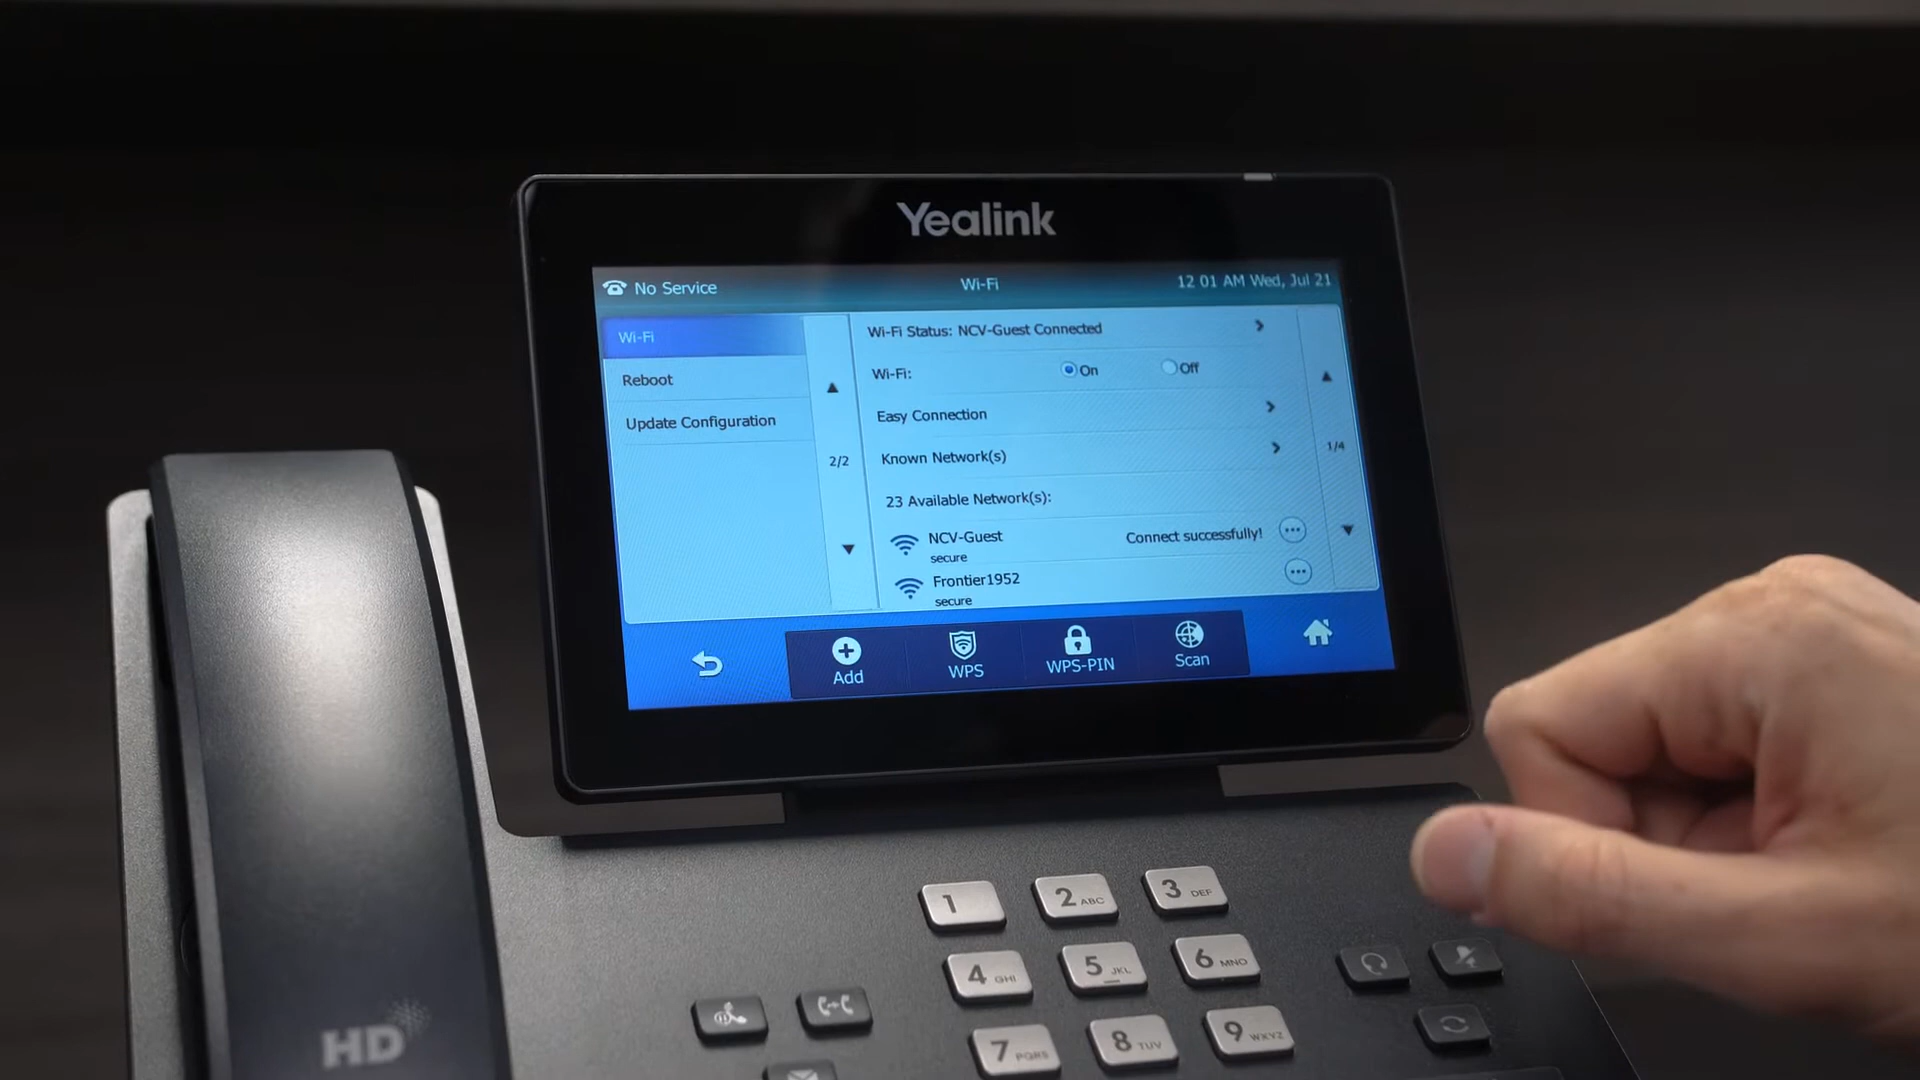 Yealink
No Service
Wi-Fi
12 01 AM Wed, Jul 21
Wi-Fi
Reboot
Update Configuration
2/2
Wi-Fi Status: NCV-Guest Connected
Wi-Fi:
On
Off
Easy Connection
Known Network(s)
23 Available Network(s):
NCV-Guest
secure
Connect successfully!
Frontier1952
secure
1/4
Add
WPS
WPS-PIN
Scan
1
2 ABC
3 DEF
4 GHI
5 JKL
6 MNO
7 PQRS
8 TUV
9 WXYZ
HD